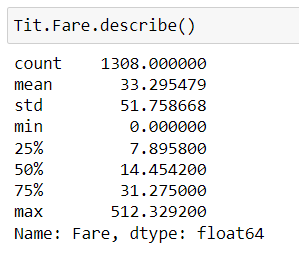 Tit.Fare.describe()
count    1308.000000
mean       33.295479
std        51.758668
min         0.000000
25%         7.895800
50%        14.454200
75%        31.275000
max       512.329200
Name: Fare, dtype: float64